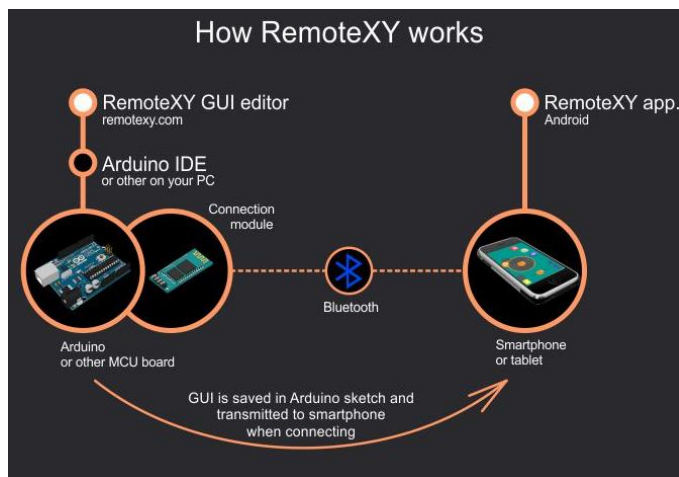 How RemoteXY works
RemoteXY GUI editor
remotexy.com
RemoteXY app.
Android
Arduino IDE
or other on your PC
Connection
module
Bluetooth
Arduino
or other MCU board
Smartphone
or tablet
GUI is saved in Arduino sketch and
transmitted to smartphone
when connecting